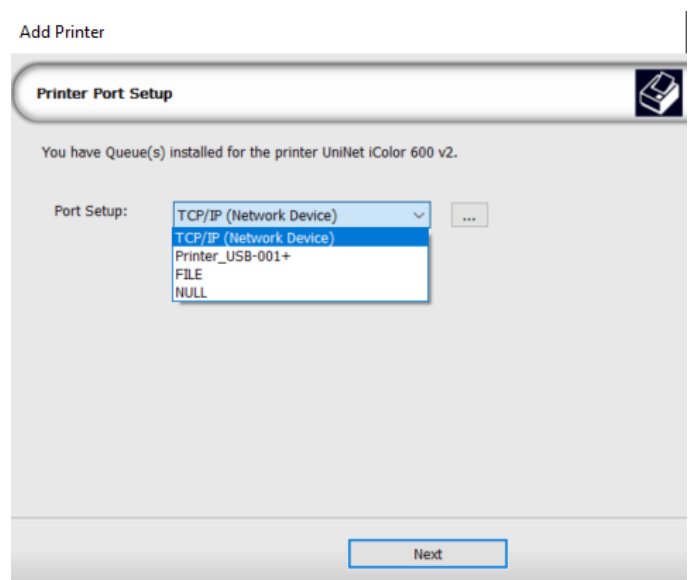 Add Printer
Printer Port Setup
You have Queue(s) installed for the printer UniNet iColor 600 v2.
Port Setup: TCP/IP (Network Device) ...
TCP/IP (Network Device)
Printer_USB-001+
FILE
NULL
Next